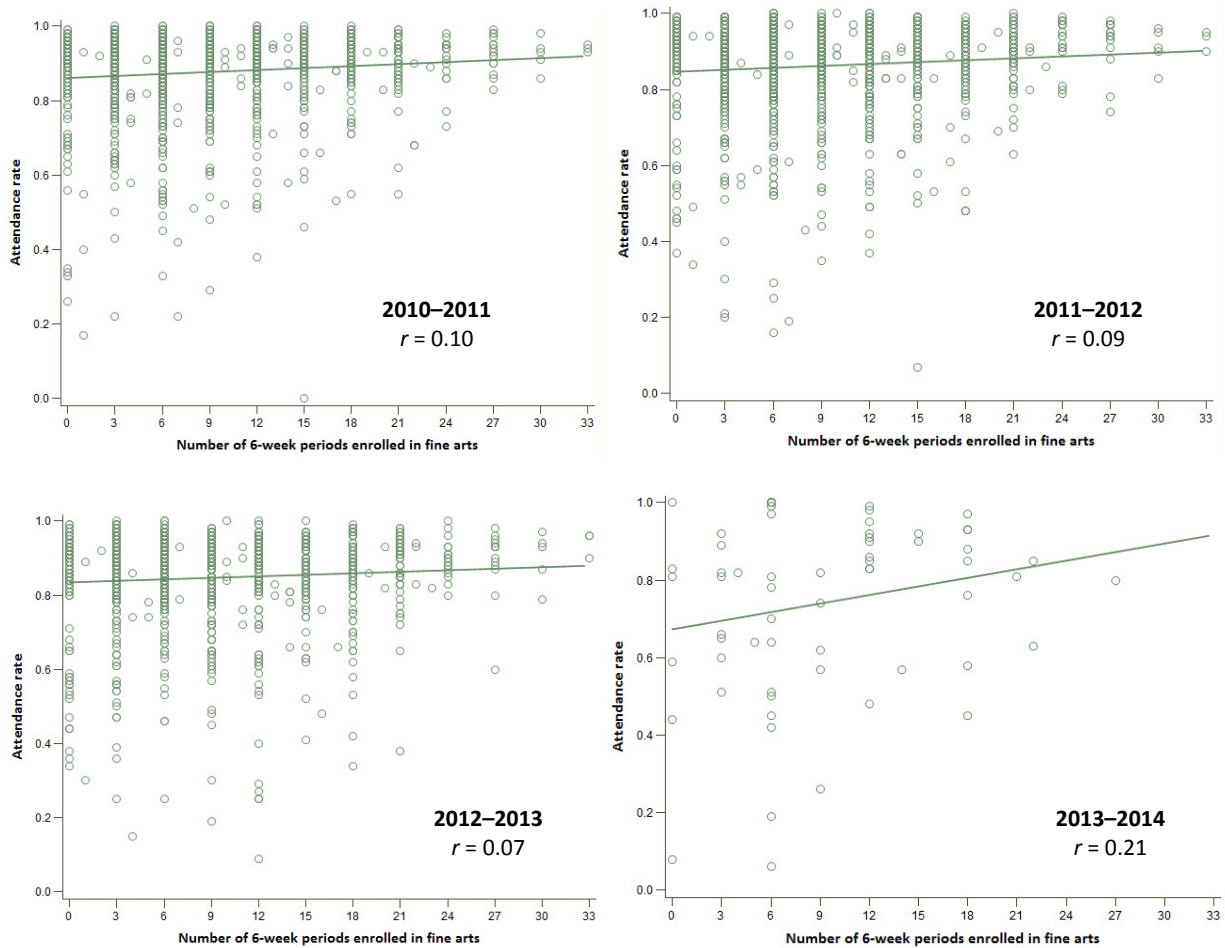 1.0
0.8
0.6
0.4
0.2
0.0
Attendance rate
2010–2011
r = 0.10
0 3 6 9 12 15 18 21 24 27 30 33
Number of 6-week periods enrolled in fine arts
1.0
0.8
0.6
0.4
0.2
0.0
Attendance rate
2011–2012
r = 0.09
0 3 6 9 12 15 18 21 24 27 30 33
Number of 6-week periods enrolled in fine arts
1.0
0.8
0.6
0.4
0.2
0.0
Attendance rate
2012–2013
r = 0.07
0 3 6 9 12 15 18 21 24 27 30 33
Number of 6-week periods enrolled in fine arts
1.0
0.8
0.6
0.4
0.2
0.0
Attendance rate
2013–2014
r = 0.21
0 3 6 9 12 15 18 21 24 27 30 33
Number of 6-week periods enrolled in fine arts